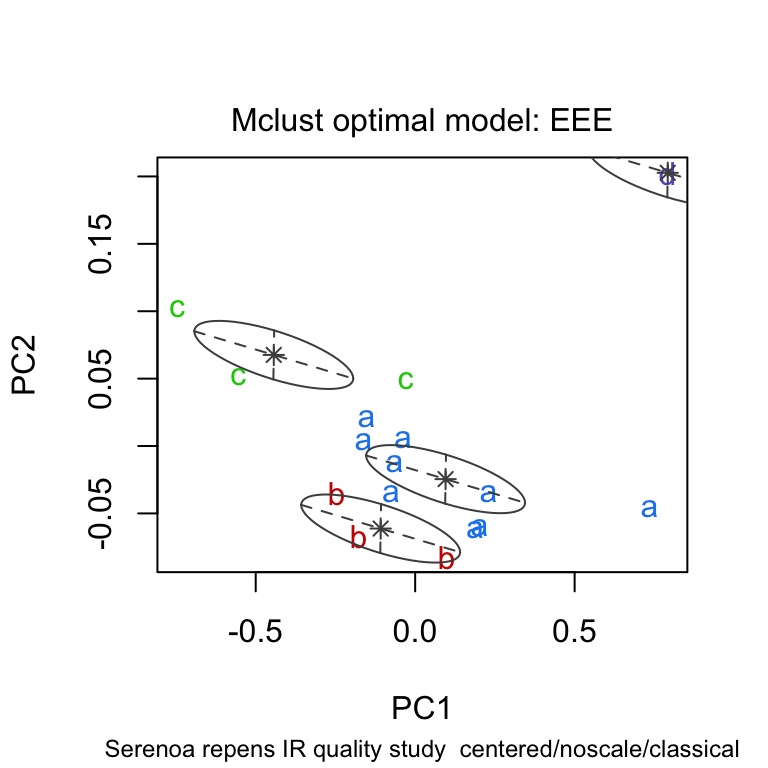 Mclust optimal model: EEE
d
0.15
c
PC2
0.05
c
c
a
a
a
a
b
a
a
a
-0.05
a
a
b
b
-0.5
0.0
0.5
PC1
Serenoa repens IR quality study  centered/noscale/classical